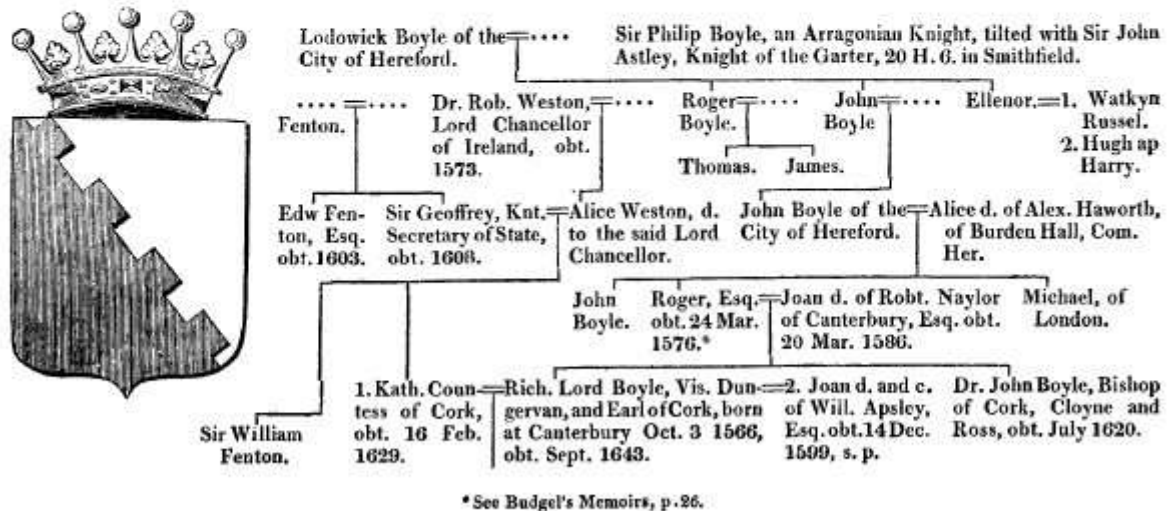 Lodowick Boyle of the
City of Hereford.
Sir Philip Boyle, an Arragonian Knight, tilted with Sir John
Astley, Knight of the Garter, 20 H. 6. in Smithfield.
Fenton.
Dr. Rob. Weston,
Lord Chancellor
of Ireland, obt.
1573.
Roger
Boyle.
John
Boyle
Ellenor.
1. Watkyn
Russel.
2. Hugh ap
Harry.
Thomas. James.
Edw Fen-
ton, Esq.
obt. 1603.
Sir Geoffrey, Knt.
Secretary of State,
obt. 1608.
Alice Weston, d.
to the said Lord
Chancellor.
John Boyle of the
City of Hereford.
Alice d. of Alex. Haworth,
of Burden Hall, Com.
Her.
John
Boyle.
Roger, Esq.
obt. 24 Mar.
1576.*
Joan d. of Robt. Naylor
of Canterbury, Esq. obt.
20 Mar. 1586.
Michael, of
London.
Sir William
Fenton.
1. Kath. Coun-
tess of Cork,
obt. 16 Feb.
1629.
Rich. Lord Boyle, Vis. Dun-
gervan, and Earl of Cork, born
at Canterbury Oct. 3 1566,
obt. Sept. 1643.
2. Joan d. and c.
of Will. Apsley,
Esq. obt. 14 Dec.
1599, s. p.
Dr. John Boyle, Bishop
of Cork, Cloyne and
Ross, obt. July 1620.
* See Budgel's Memoirs, p. 26.